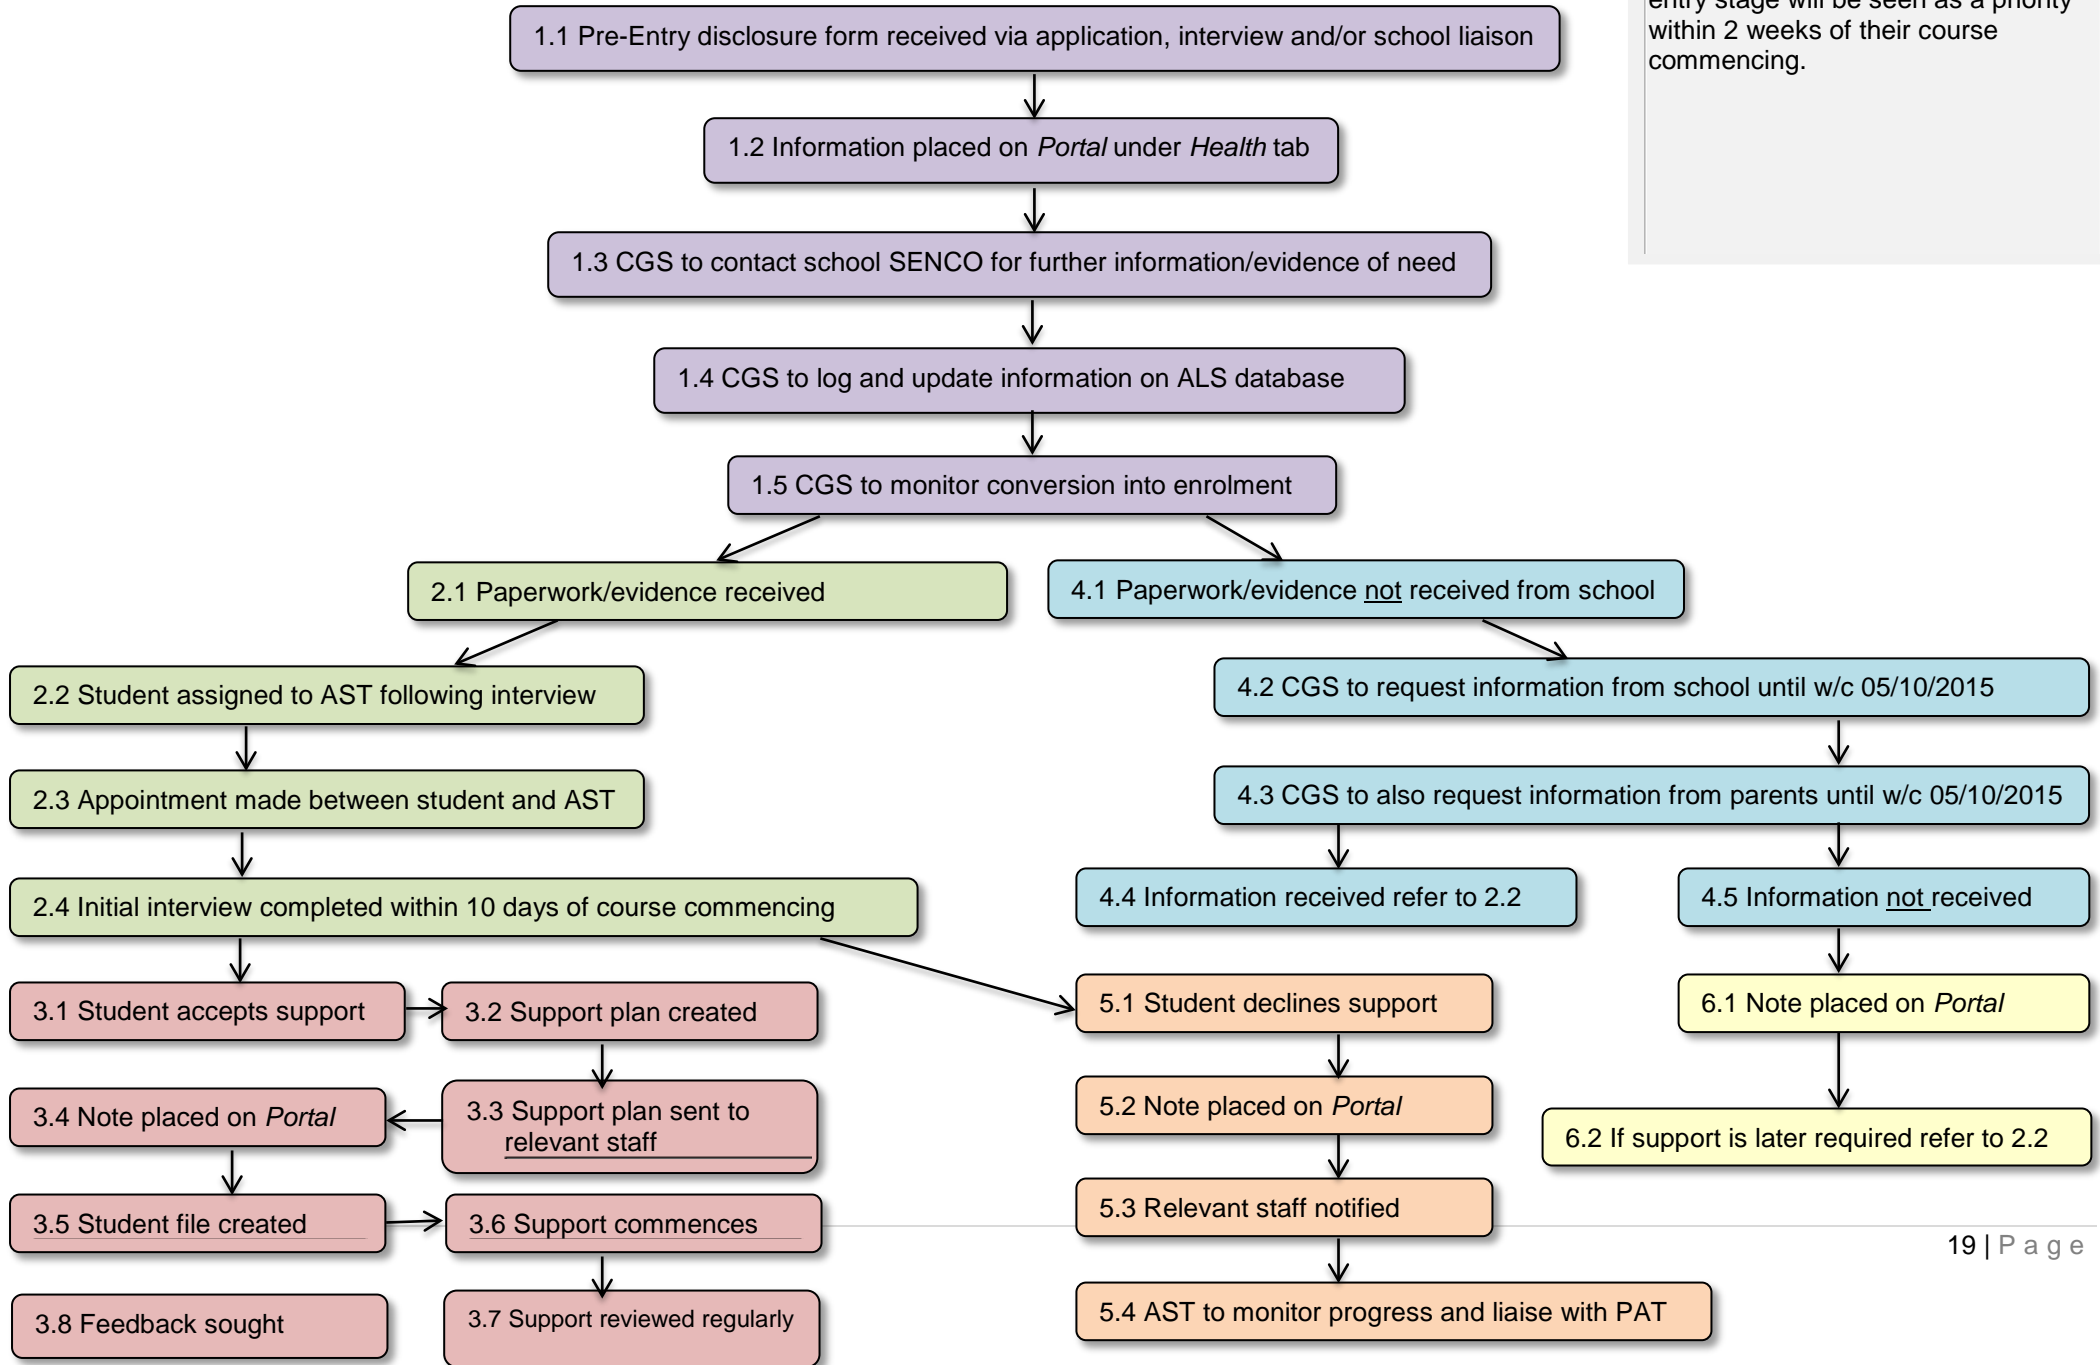 entry stage will be seen as a priority
within 2 weeks of their course
commencing.
1.1 Pre-Entry disclosure form received via application, interview and/or school liaison
1.2 Information placed on Portal under Health tab
1.3 CGS to contact school SENCO for further information/evidence of need
1.4 CGS to log and update information on ALS database
1.5 CGS to monitor conversion into enrolment
2.1 Paperwork/evidence received
4.1 Paperwork/evidence not received from school
2.2 Student assigned to AST following interview
4.2 CGS to request information from school until w/c 05/10/2015
2.3 Appointment made between student and AST
4.3 CGS to also request information from parents until w/c 05/10/2015
2.4 Initial interview completed within 10 days of course commencing
4.4 Information received refer to 2.2
4.5 Information not received
3.1 Student accepts support
3.2 Support plan created
5.1 Student declines support
6.1 Note placed on Portal
3.4 Note placed on Portal
3.3 Support plan sent to
relevant staff
5.2 Note placed on Portal
6.2 If support is later required refer to 2.2
3.5 Student file created
3.6 Support commences
5.3 Relevant staff notified
19 | P a g e
3.8 Feedback sought
3.7 Support reviewed regularly
5.4 AST to monitor progress and liaise with PAT